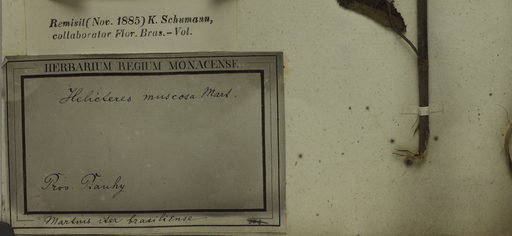 Remisit (Nov. 1885) K. Schumann,
collaborator Flor. Bras. – Vol.
HERBARIUM REGIUM MONACENSE.
Helicteres muscosa Mart.
Prov. Piauhy
Martius iter brasiliense